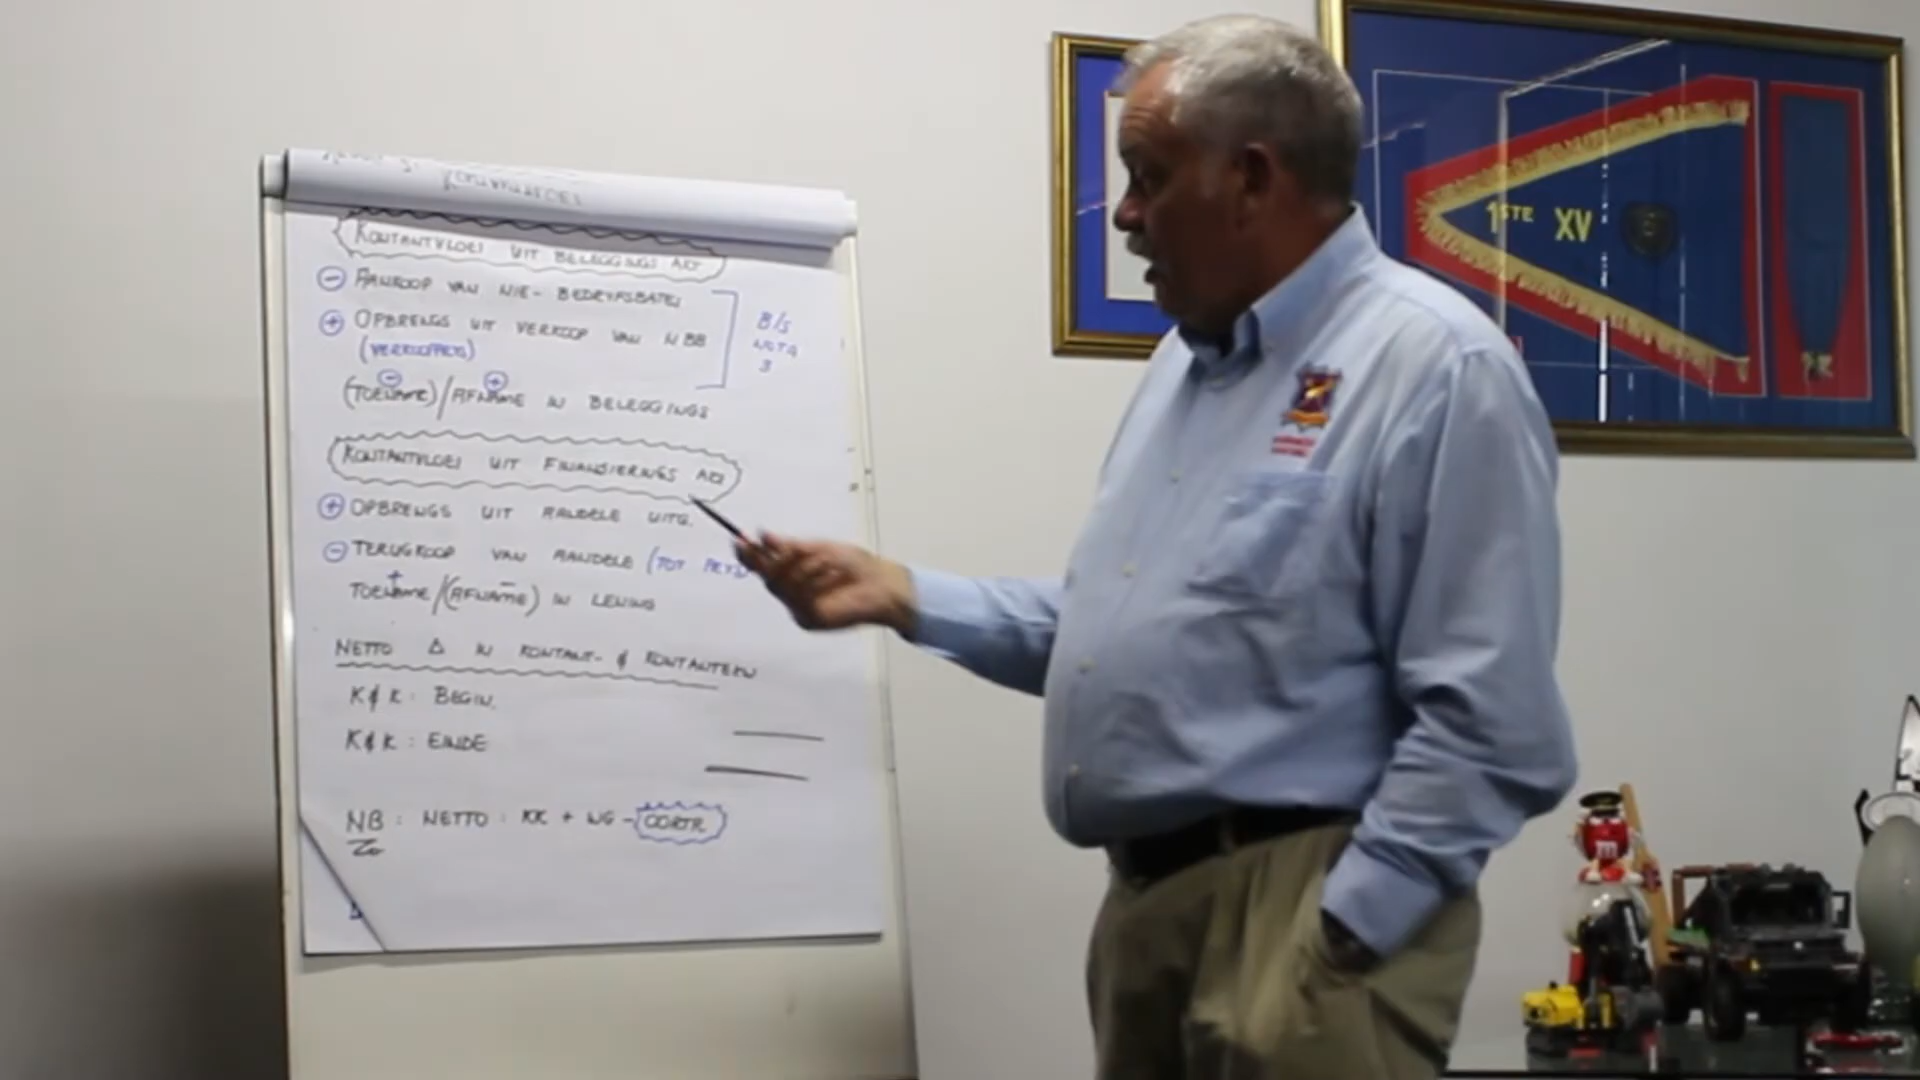 KONTANTVLOEI UIT BELEGGINGS AKT
- AANKOOP VAN NIE-BEDRYFSBATES
+ OPBRENGS UIT VERKOOP VAN NBB
(VERKOOPPRYS)
B/S
NOTA
3
- +
(TOENAME)/AFNAME IN BELEGGINGS
KONTANTVLOEI UIT FINANSIERINGS AKT
+ OPBRENGS UIT AANDELE UITG.
- TERUGKOOP VAN AANDELE (TOT
+ -
TOENAME/(AFNAME) IN LENING
NETTO Δ IN KONTANT- & KONTANTEKW
K & K : BEGIN.
K & K : EINDE
NB : NETTO : KK + WG - OORTR
1STE XV